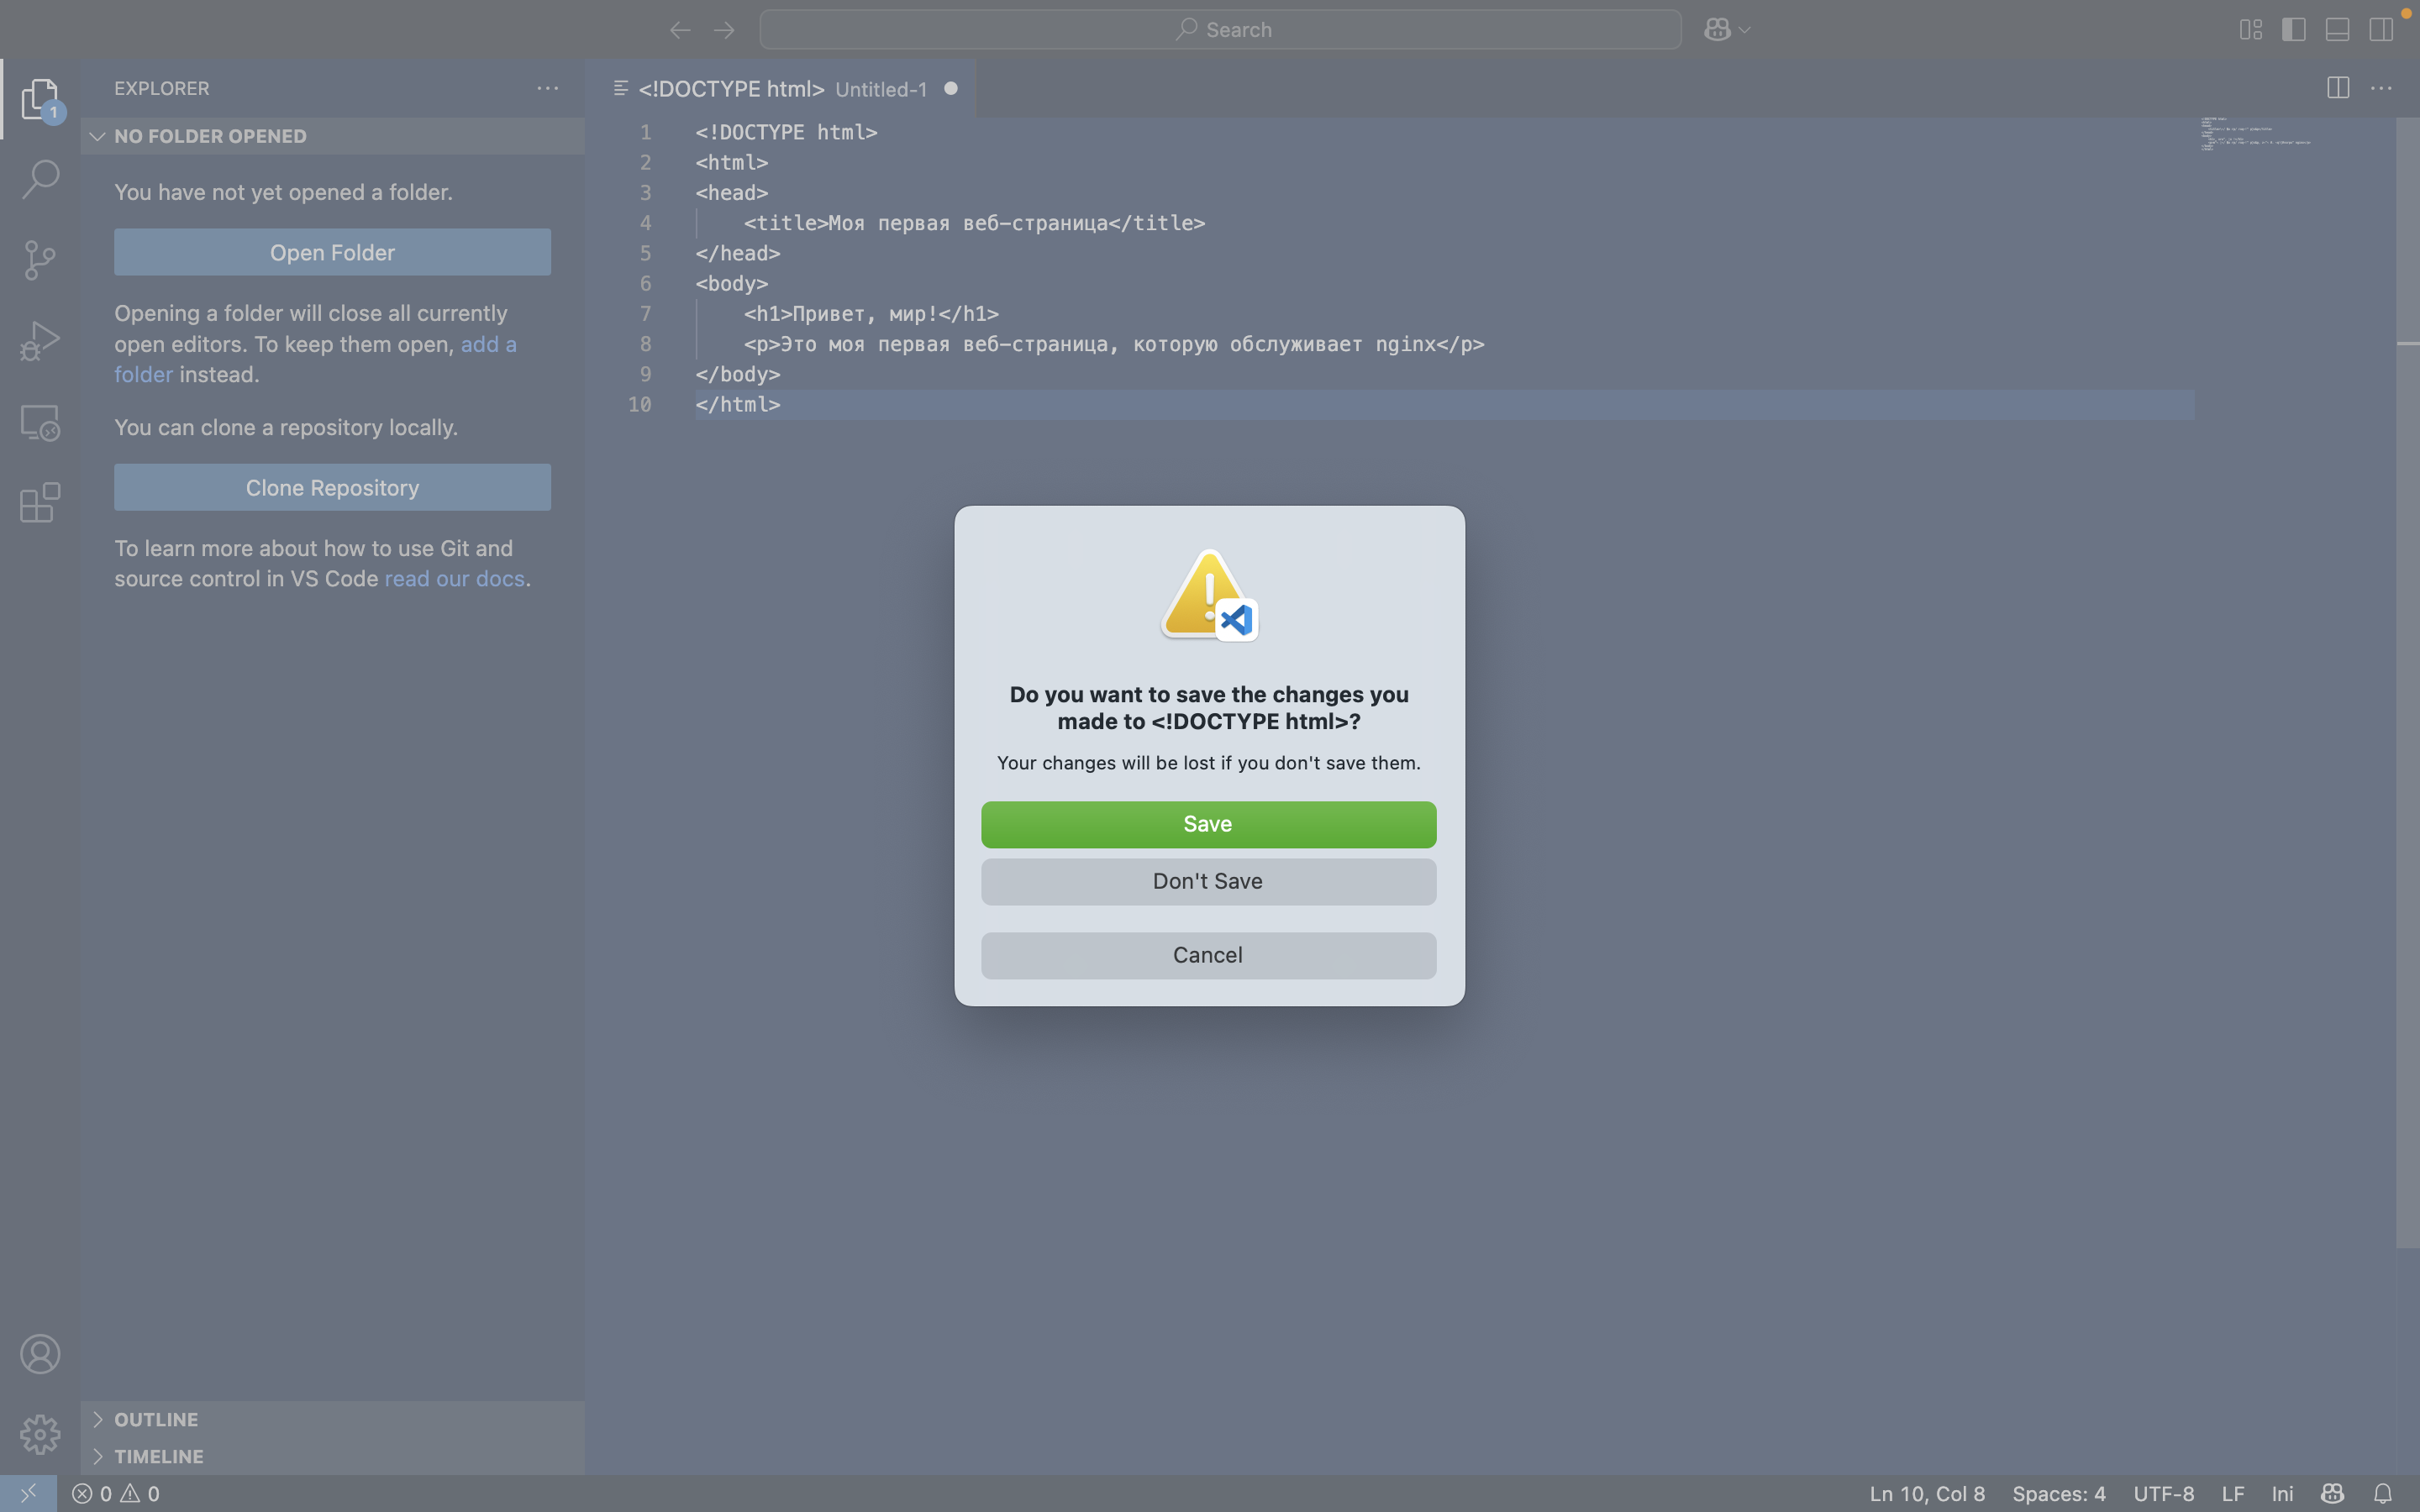 Search
EXPLORER
NO FOLDER OPENED
You have not yet opened a folder.
Open Folder
Opening a folder will close all currently
open editors. To keep them open, add a
folder instead.
You can clone a repository locally.
Clone Repository
To learn more about how to use Git and
source control in VS Code read our docs.
OUTLINE
TIMELINE
<!DOCTYPE html> Untitled-1
1 <!DOCTYPE html>
2 <html>
3 <head>
4 <title>Моя первая веб-страница</title>
5 </head>
6 <body>
7 <h1>Привет, мир!</h1>
8 <p>Это моя первая веб-страница, которую обслуживает nginx</p>
9 </body>
10 </html>
Do you want to save the changes you
made to <!DOCTYPE html>?
Your changes will be lost if you don't save them.
Save
Don't Save
Cancel
1
0 0
Ln 10, Col 8 Spaces: 4 UTF-8 LF Ini